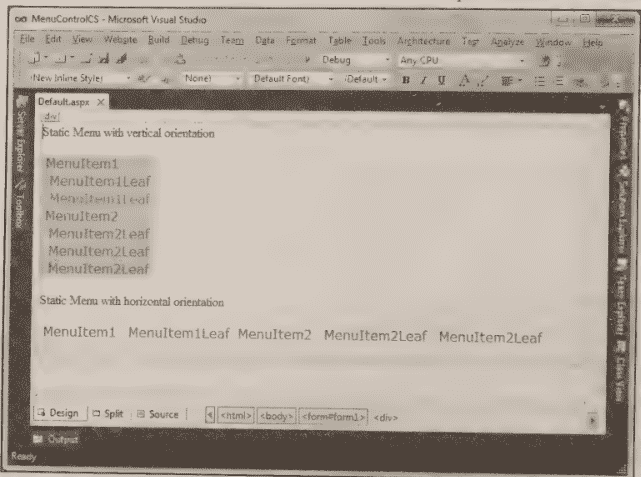 MenuControlCS - Microsoft Visual Studio
File Edit View Website Build Debug Team Data Format Table Tools Architecture Test Analyze Window Help
Debug Any CPU
(New Inline Style) (None) (Default Font) (Default B I U A
Default.aspx X
div
Static Menu with vertical orientation
MenuItem1
MenuItem1Leaf
MenuItem1Leaf
MenuItem2
MenuItem2Leaf
MenuItem2Leaf
MenuItem2Leaf
Static Menu with horizontal orientation
MenuItem1 MenuItem1Leaf MenuItem2 MenuItem2Leaf MenuItem2Leaf
Design Split Source <html> <body> <form#form1> <div>
Output
Ready
Server Explorer
Toolbox
Properties
Solution Explorer
Team Explorer
Class View